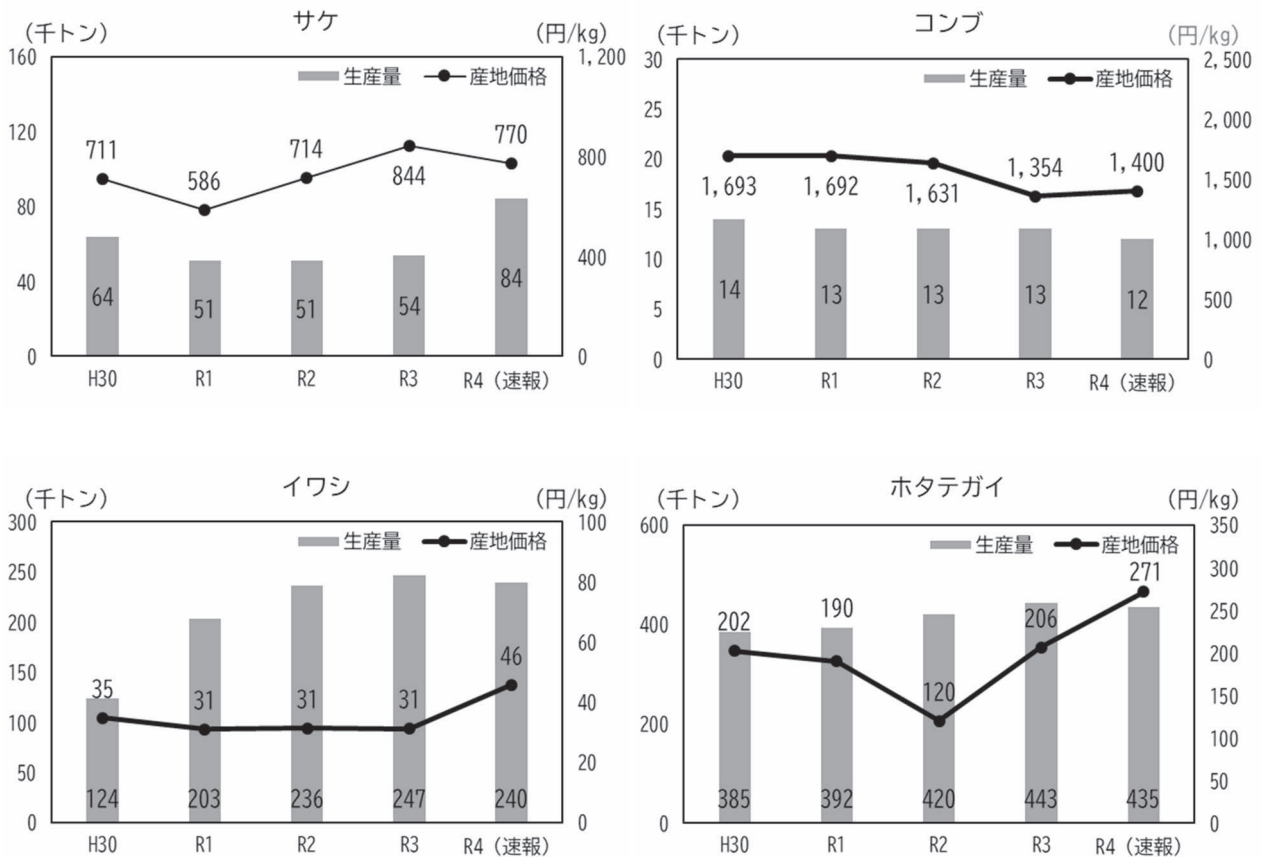 サケ
(千トン) (円/kg)
生産量 産地価格
160 1,200
120
800
80
400
40
0 0
711 586 714 844 770
64 51 51 54 84
H30 R1 R2 R3 R4 (速報)
コンブ
(千トン) (円/kg)
生産量 産地価格
30 2,500
25
2,000
20
1,500
15
1,000
10
500
5
0 0
1,693 1,692 1,631 1,354 1,400
14 13 13 13 12
H30 R1 R2 R3 R4 (速報)
イワシ
(千トン) (円/kg)
生産量 産地価格
300 100
250
80
200
60
150
40
100
20
50
0 0
35 31 31 31 46
124 203 236 247 240
H30 R1 R2 R3 R4 (速報)
ホタテガイ
(千トン) (円/kg)
生産量 産地価格
600 350
300
400 250
200
150
200 100
50
0 0
202 190 120 206 271
385 392 420 443 435
H30 R1 R2 R3 R4 (速報)